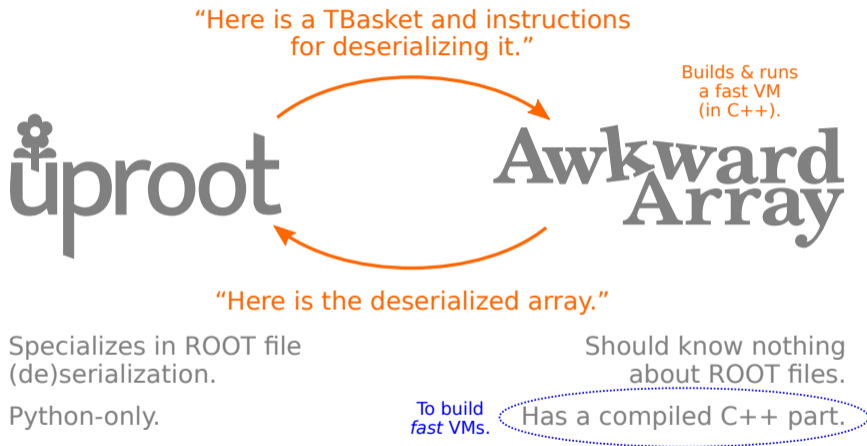 “Here is a TBasket and instructions
for deserializing it.”
Builds & runs
a fast VM
(in C++).
uproot
Awkward
Array
“Here is the deserialized array.”
Specializes in ROOT file
(de)serialization.
Should know nothing
about ROOT files.
Python-only.
To build
fast VMs.
Has a compiled C++ part.